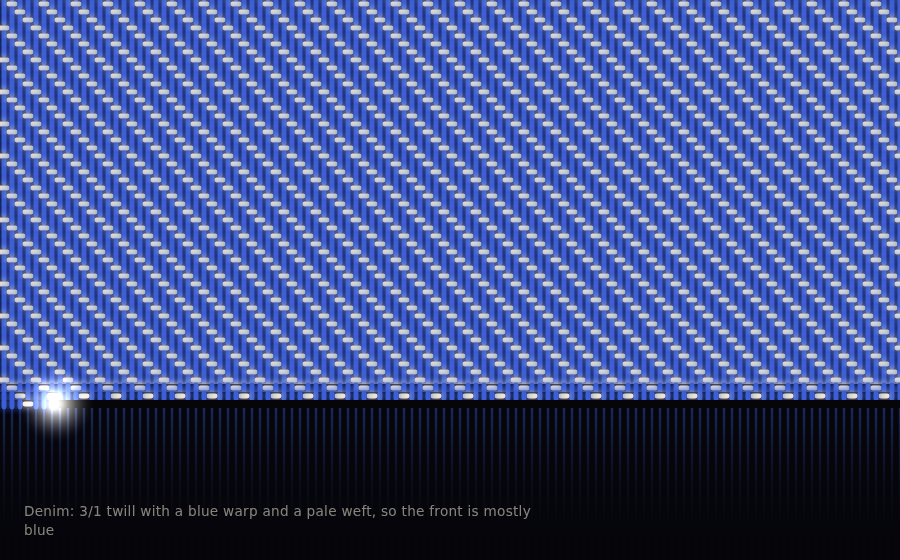 Denim: 3/1 twill with a blue warp and a pale weft, so the front is mostly
blue